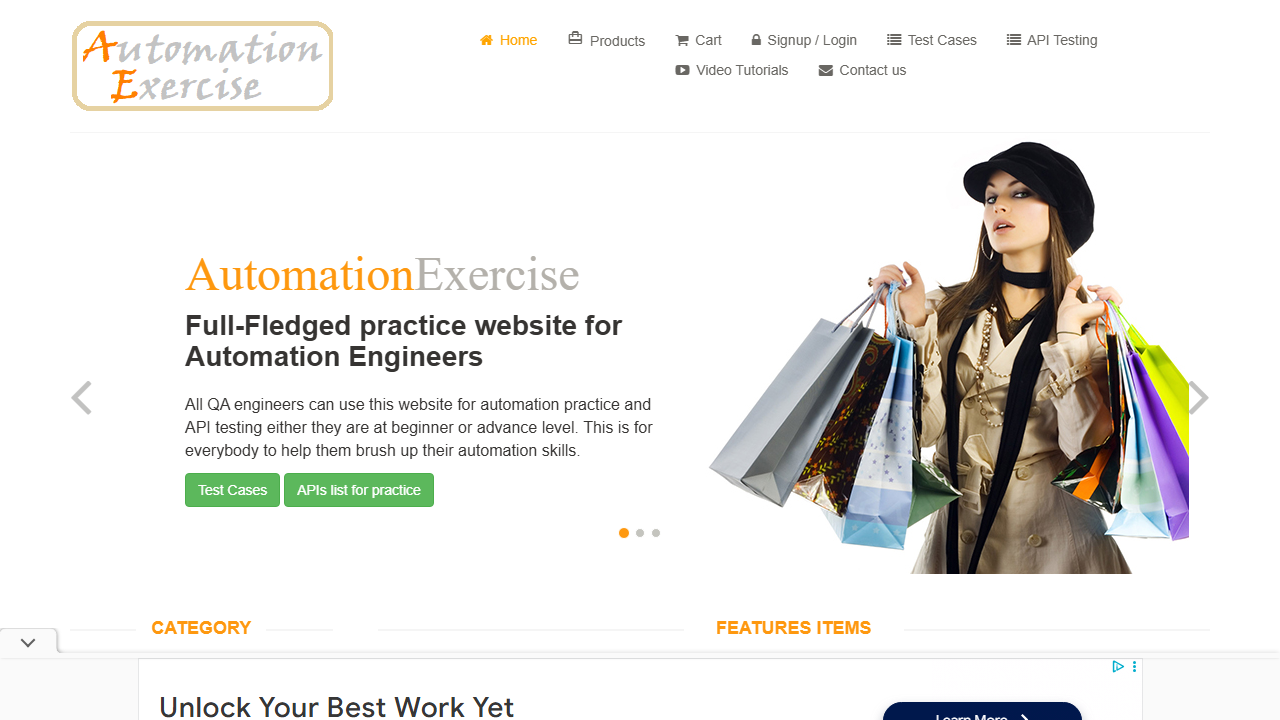 Automation
Exercise
Home
Products
Cart
Signup / Login
Test Cases
API Testing
Video Tutorials
Contact us
AutomationExercise
Full-Fledged practice website for
Automation Engineers
All QA engineers can use this website for automation practice and
API testing either they are at beginner or advance level. This is for
everybody to help them brush up their automation skills.
Test Cases
APIs list for practice
CATEGORY
FEATURES ITEMS
Unlock Your Best Work Yet
Learn More